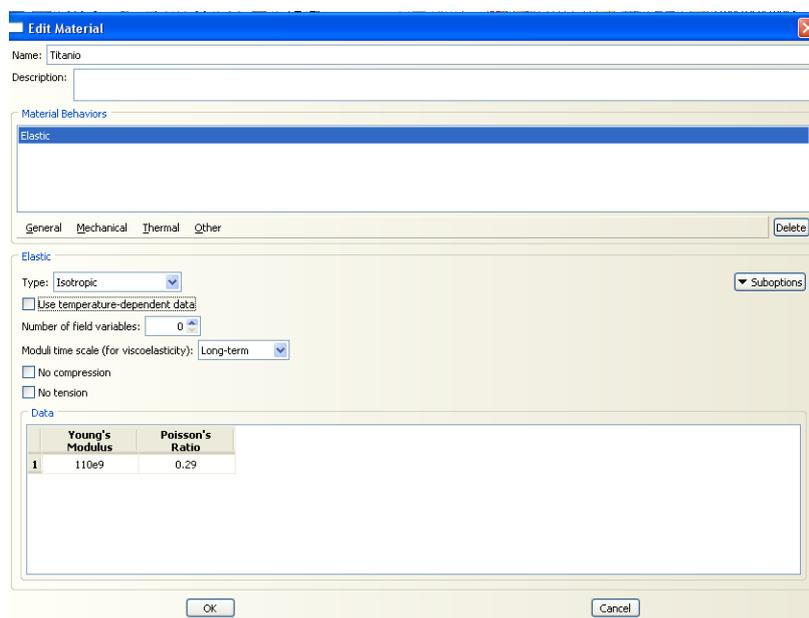 Edit Material
Name: Titanio
Description:
Material Behaviors
Elastic
General Mechanical Thermal Other
Delete
Elastic
Type: Isotropic
Suboptions
Use temperature-dependent data
Number of field variables: 0
Moduli time scale (for viscoelasticity): Long-term
No compression
No tension
Data
Young's Modulus Poisson's Ratio
1 110e9 0.29
OK Cancel